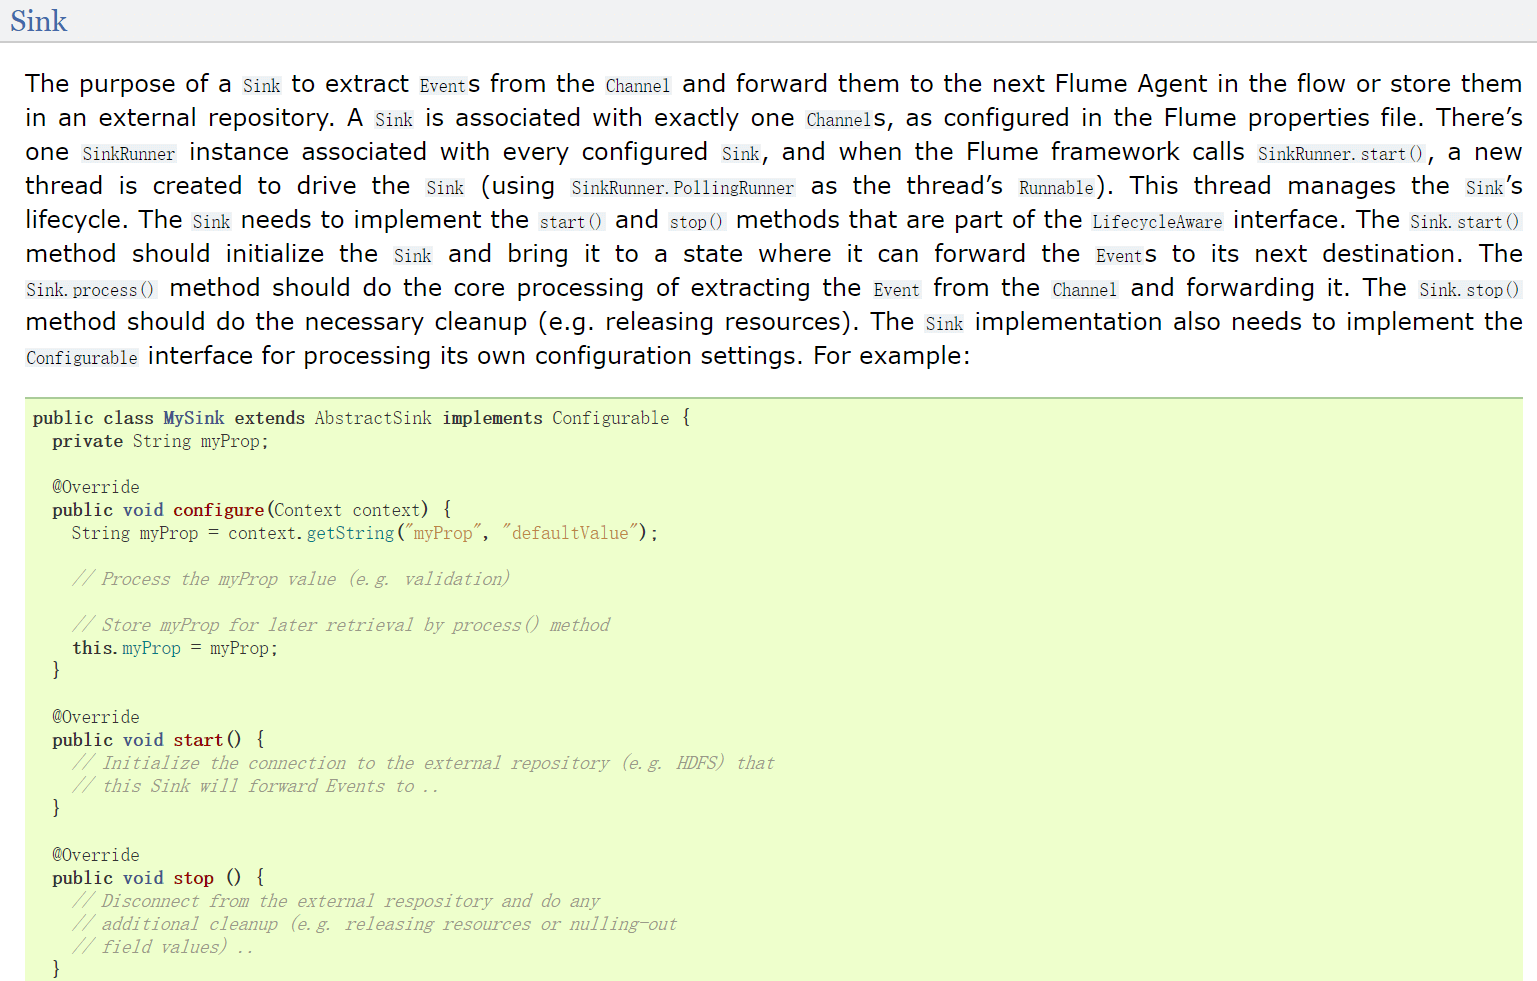 Sink
The purpose of a Sink to extract Events from the Channel and forward them to the next Flume Agent in the flow or store them
in an external repository. A Sink is associated with exactly one Channels, as configured in the Flume properties file. There’s
one SinkRunner instance associated with every configured Sink, and when the Flume framework calls SinkRunner.start(), a new
thread is created to drive the Sink (using SinkRunner.PollingRunner as the thread’s Runnable). This thread manages the Sink’s
lifecycle. The Sink needs to implement the start() and stop() methods that are part of the LifecycleAware interface. The Sink.start()
method should initialize the Sink and bring it to a state where it can forward the Events to its next destination. The
Sink.process() method should do the core processing of extracting the Event from the Channel and forwarding it. The Sink.stop()
method should do the necessary cleanup (e.g. releasing resources). The Sink implementation also needs to implement the
Configurable interface for processing its own configuration settings. For example:
public class MySink extends AbstractSink implements Configurable {
private String myProp;
@Override
public void configure(Context context) {
String myProp = context.getString("myProp", "defaultValue");
// Process the myProp value (e.g. validation)
// Store myProp for later retrieval by process() method
this.myProp = myProp;
}
@Override
public void start() {
// Initialize the connection to the external repository (e.g. HDFS) that
// this Sink will forward Events to ..
}
@Override
public void stop () {
// Disconnect from the external respository and do any
// additional cleanup (e.g. releasing resources or nulling-out
// field values) ..
}